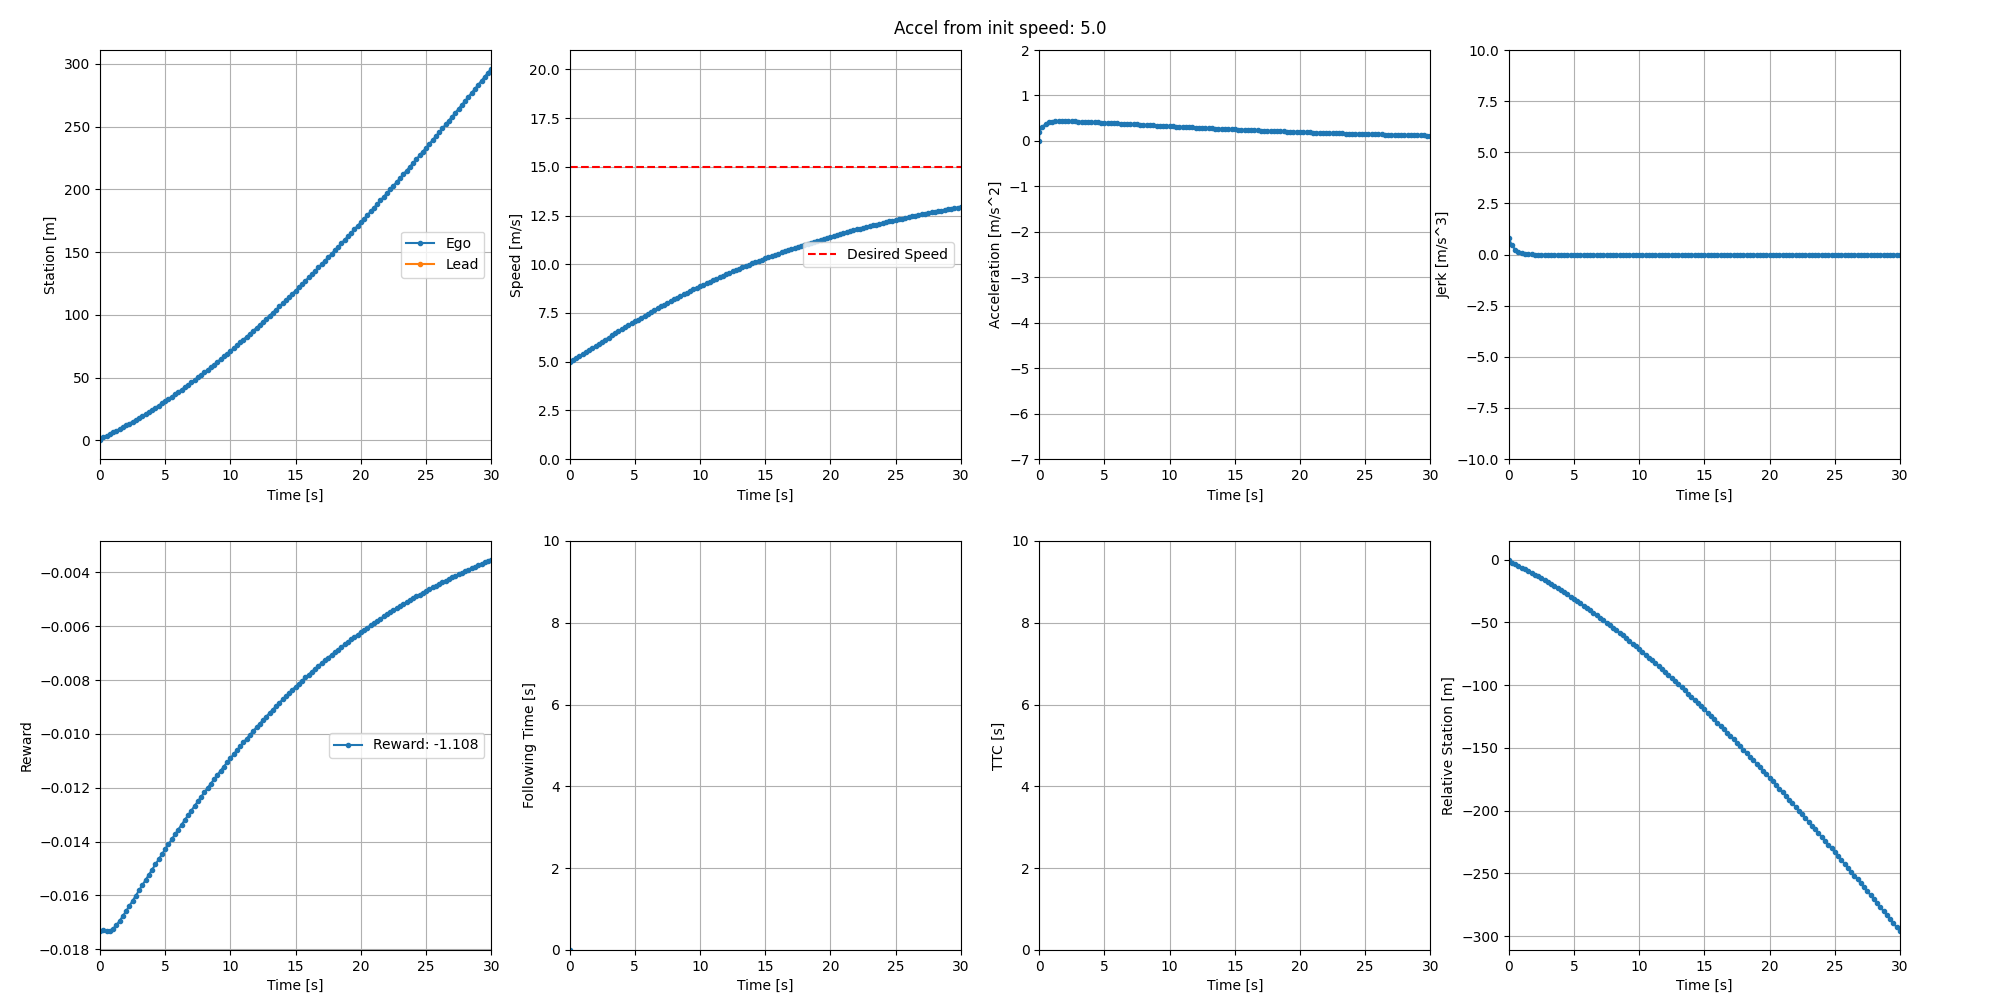 Accel from init speed: 5.0
Station [m]
300
250
200
150
100
50
0
Ego
Lead
0 5 10 15 20 25 30
Time [s]
Speed [m/s]
20.0
17.5
15.0
12.5
10.0
7.5
5.0
2.5
0.0
Desired Speed
0 5 10 15 20 25 30
Time [s]
Acceleration [m/s^2]
2
1
0
−1
−2
−3
−4
−5
−6
−7
0 5 10 15 20 25 30
Time [s]
Jerk [m/s^3]
10.0
7.5
5.0
2.5
0.0
−2.5
−5.0
−7.5
−10.0
0 5 10 15 20 25 30
Time [s]
Reward
−0.004
−0.006
−0.008
−0.010
−0.012
−0.014
−0.016
−0.018
Reward: -1.108
0 5 10 15 20 25 30
Time [s]
Following Time [s]
10
8
6
4
2
0
0 5 10 15 20 25 30
Time [s]
TTC [s]
10
8
6
4
2
0
0 5 10 15 20 25 30
Time [s]
Relative Station [m]
0
−50
−100
−150
−200
−250
−300
0 5 10 15 20 25 30
Time [s]